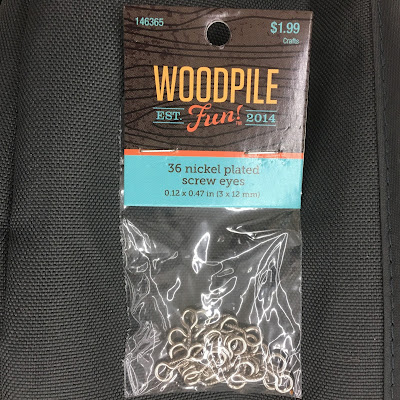 146365 $1.99
Crafts
WOODPILE
EST. Fun! 2014
36 nickel plated
screw eyes
0.12 x 0.47 in (3 x 12 mm)